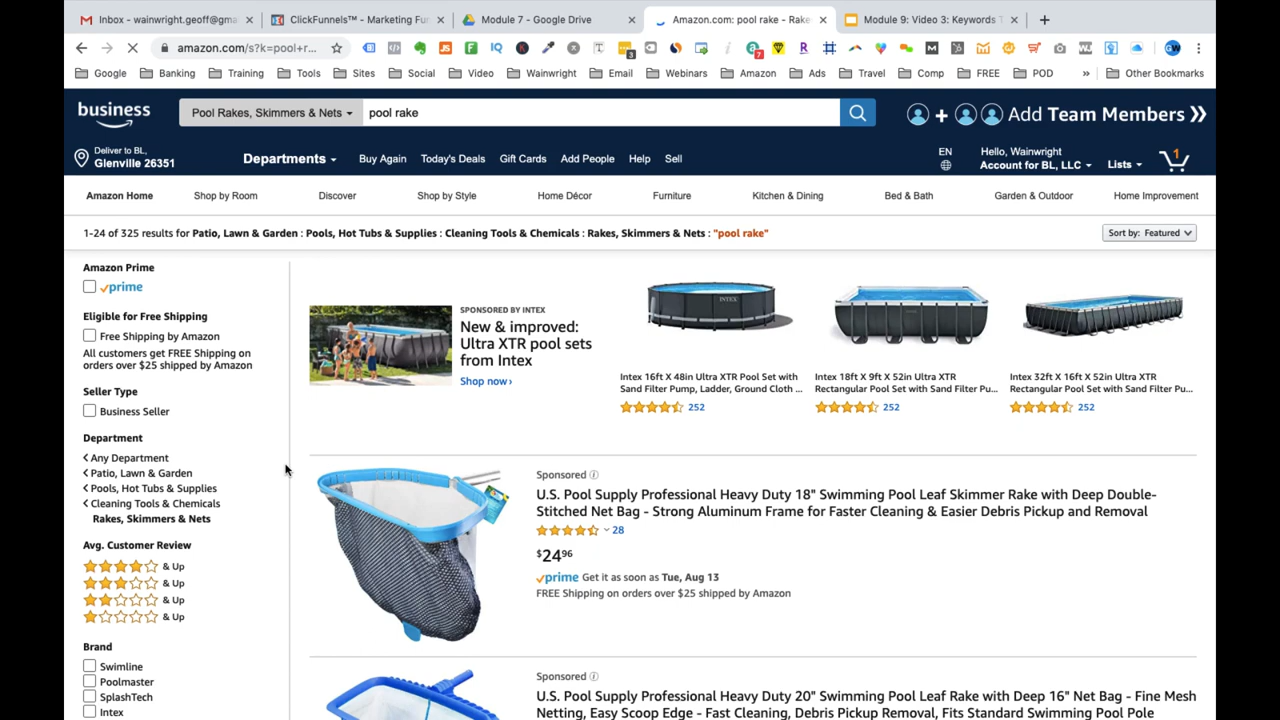 Inbox - wainwright.geoff@gma
ClickFunnels™ - Marketing Fun
Module 7 - Google Drive
Amazon.com: pool rake - Rake
Module 9: Video 3: Keywords T
amazon.com/s?k=pool+r...
Google Banking Training Tools Sites Social Video Wainwright Email Webinars Amazon Ads Travel Comp FREE POD » Other Bookmarks
business
Pool Rakes, Skimmers & Nets
pool rake
Add Team Members
Deliver to BL,
Glenville 26351
Departments
Buy Again Today's Deals Gift Cards Add People Help Sell
EN
Hello, Wainwright
Account for BL, LLC
Lists
1
Amazon Home Shop by Room Discover Shop by Style Home Décor Furniture Kitchen & Dining Bed & Bath Garden & Outdoor Home Improvement
1-24 of 325 results for Patio, Lawn & Garden : Pools, Hot Tubs & Supplies : Cleaning Tools & Chemicals : Rakes, Skimmers & Nets : "pool rake"
Sort by: Featured
Amazon Prime
prime
Eligible for Free Shipping
Free Shipping by Amazon
All customers get FREE Shipping on
orders over $25 shipped by Amazon
Seller Type
Business Seller
Department
Any Department
Patio, Lawn & Garden
Pools, Hot Tubs & Supplies
Cleaning Tools & Chemicals
Rakes, Skimmers & Nets
Avg. Customer Review
& Up
& Up
& Up
& Up
Brand
Swimline
Poolmaster
SplashTech
Intex
SPONSORED BY INTEX
New & improved:
Ultra XTR pool sets
from Intex
Shop now›
Intex 16ft X 48in Ultra XTR Pool Set with
Sand Filter Pump, Ladder, Ground Cloth ...
252
Intex 18ft X 9ft X 52in Ultra XTR
Rectangular Pool Set with Sand Filter Pu...
252
Intex 32ft X 16ft X 52in Ultra XTR
Rectangular Pool Set with Sand Filter Pu...
252
Sponsored
U.S. Pool Supply Professional Heavy Duty 18" Swimming Pool Leaf Skimmer Rake with Deep Double-
Stitched Net Bag - Strong Aluminum Frame for Faster Cleaning & Easier Debris Pickup and Removal
28
$24 96
prime Get it as soon as Tue, Aug 13
FREE Shipping on orders over $25 shipped by Amazon
Sponsored
U.S. Pool Supply Professional Heavy Duty 20" Swimming Pool Leaf Rake with Deep 16" Net Bag - Fine Mesh
Netting, Easy Scoop Edge - Fast Cleaning, Debris Pickup Removal, Fits Standard Swimming Pool Pole